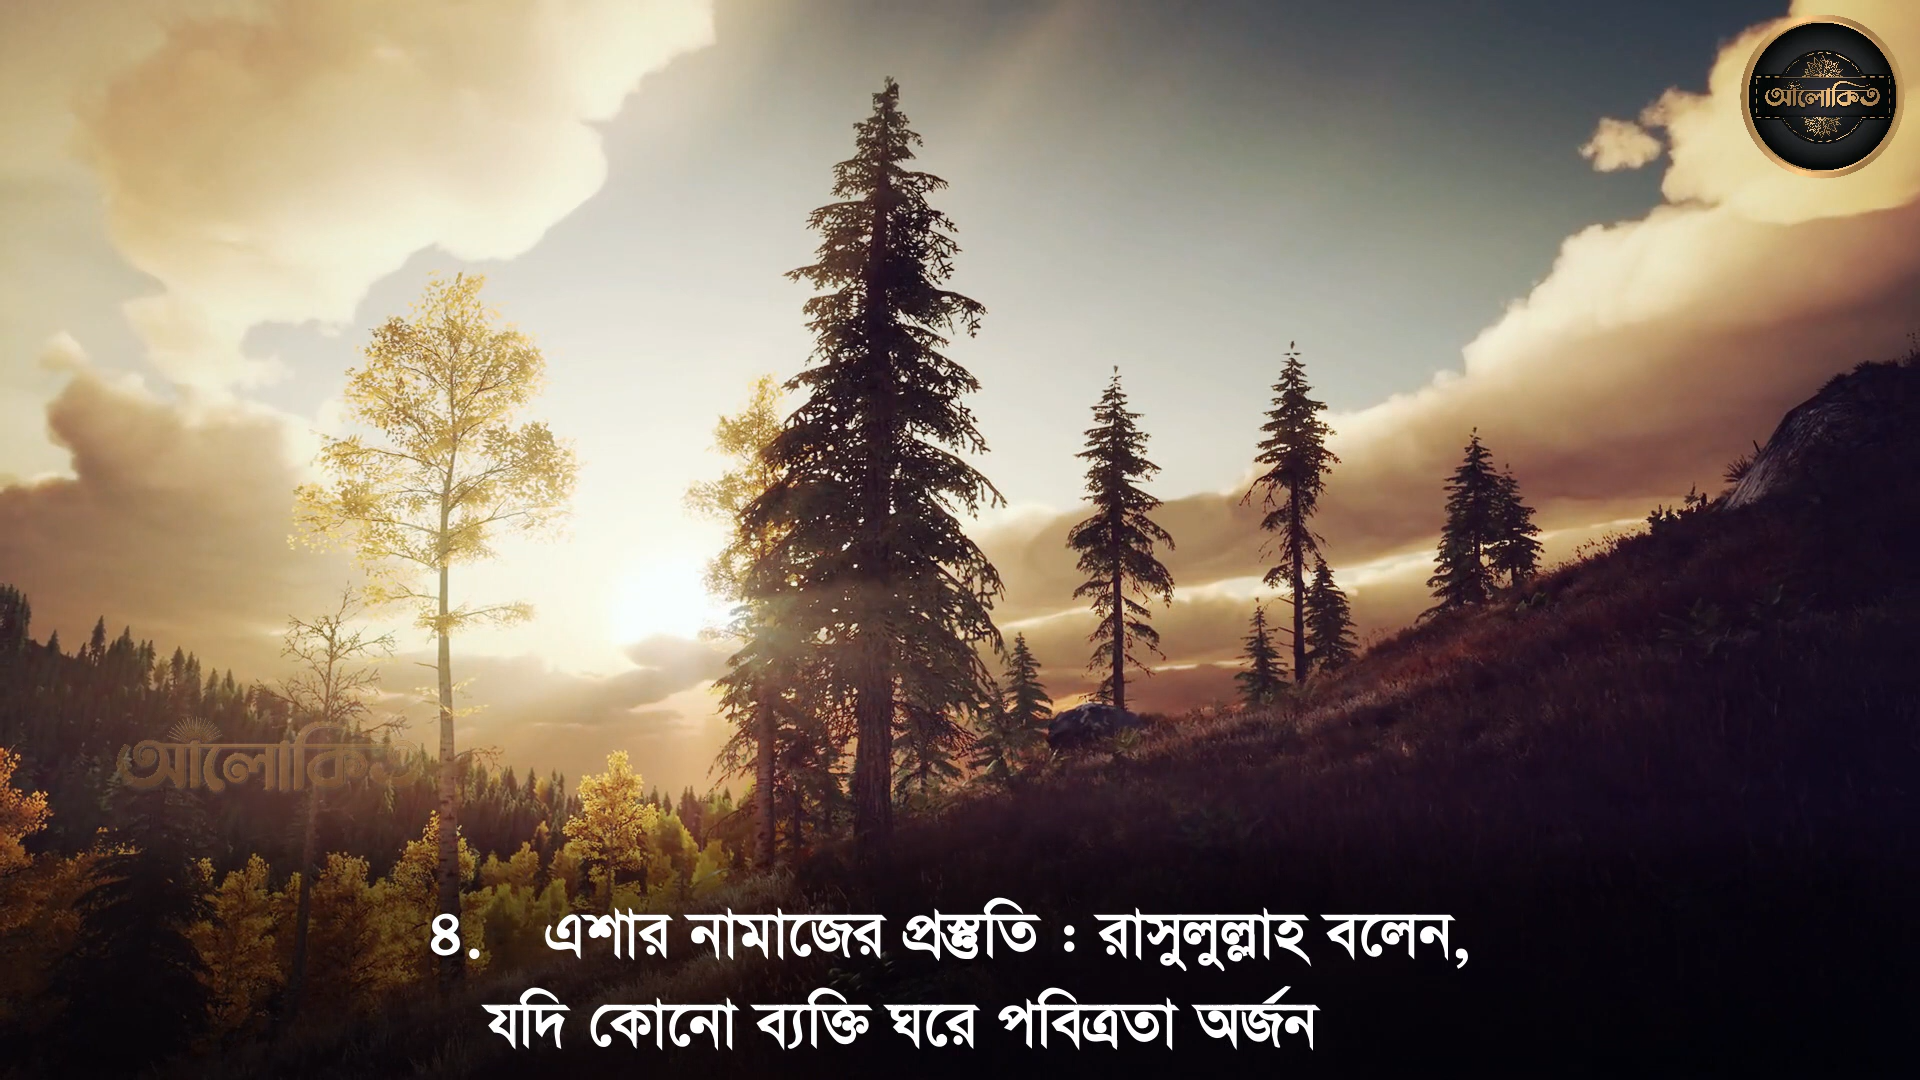 আলোকিত
আলোকিত
৪. এশার নামাজের প্রস্তুতি : রাসুলুল্লাহ বলেন,
যদি কোনো ব্যক্তি ঘরে পবিত্রতা অর্জন